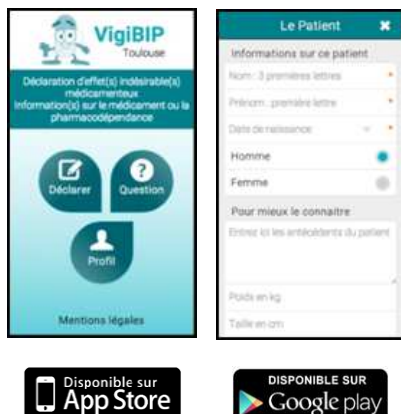 VigiBIP
Toulouse
Déclaration d'effet(s) indésirable(s)
médicamenteux
Information(s) sur le médicament ou la
pharmacodépendance
Déclarer
Question
Profil
Mentions légales
Le Patient
Informations sur ce patient
Nom : 3 premières lettres *
Prénom : première lettre *
Date de naissance *
Homme
Femme
Pour mieux le connaitre
Entrez ici les antécédents du patient
Poids en kg
Taille en cm
Disponible sur
App Store
DISPONIBLE SUR
Google play